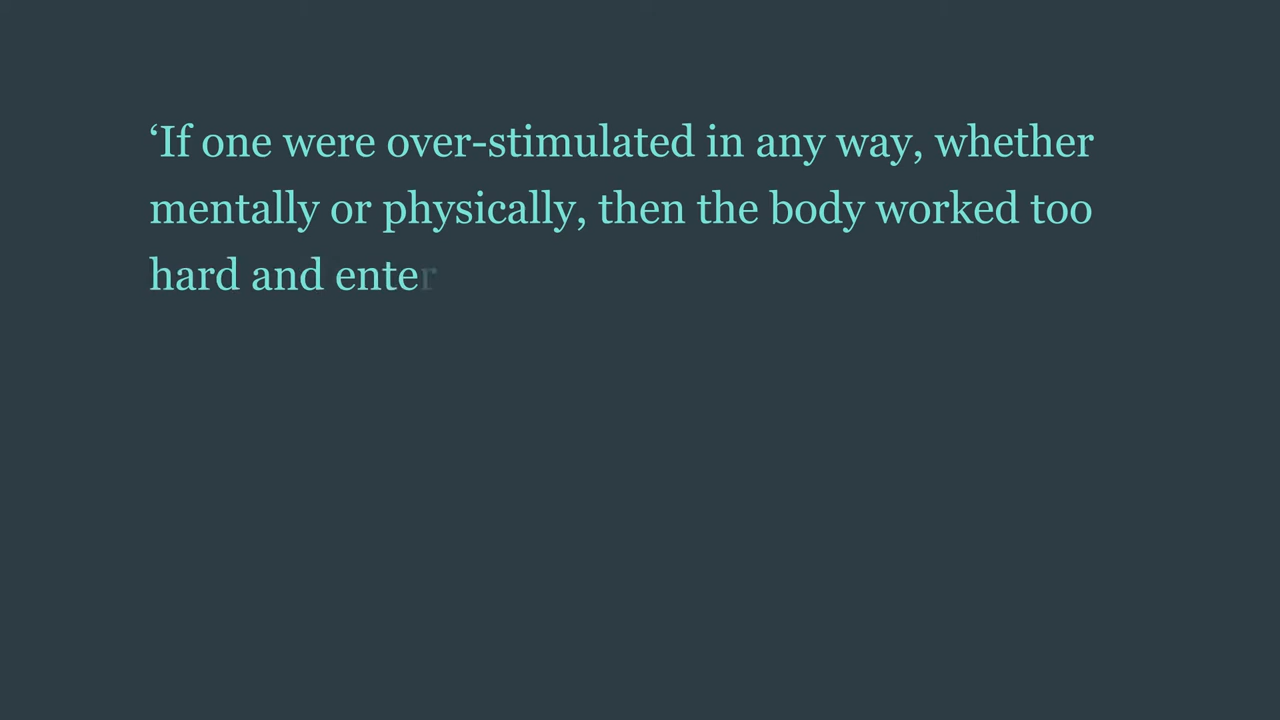 ‘If one were over-stimulated in any way, whether
mentally or physically, then the body worked too
hard and enter